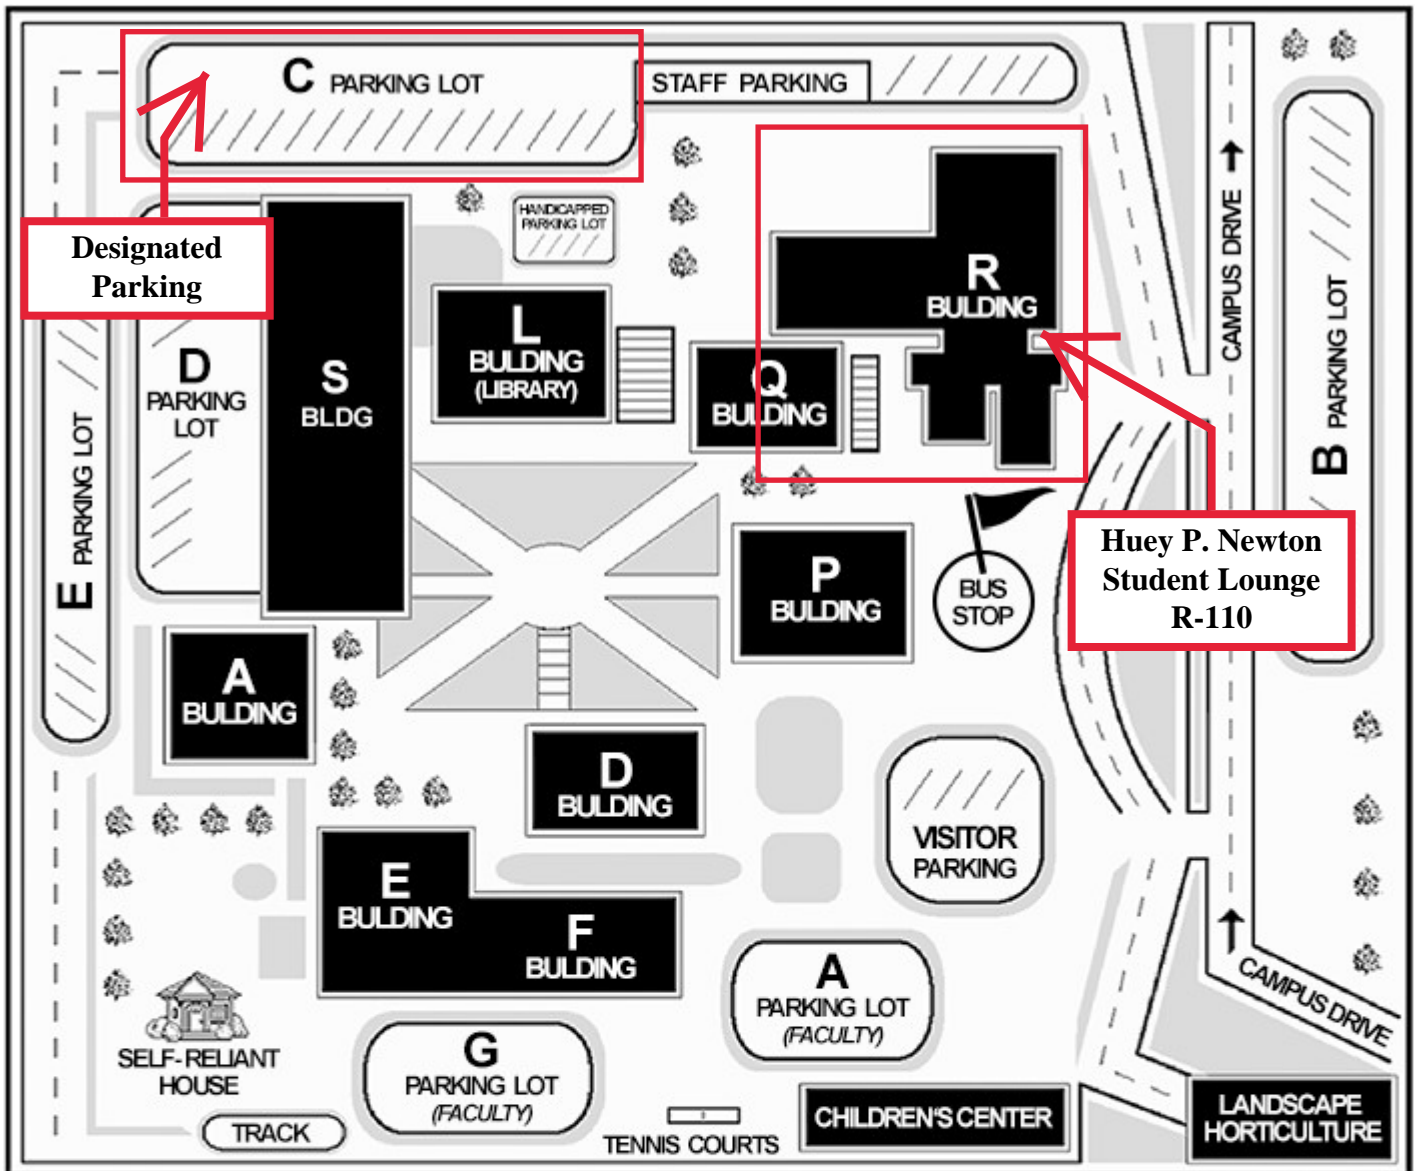 C PARKING LOT
STAFF PARKING
HANDICAPPED
PARKING LOT
Designated
Parking
R
BULDING
CAMPUS DRIVE
B PARKING LOT
L
BULDING
(LIBRARY)
D
PARKING
LOT
S
BLDG
Q
BULDING
E PARKING LOT
Huey P. Newton
Student Lounge
R-110
P
BULDING
BUS
STOP
A
BULDING
D
BULDING
VISITOR
PARKING
E
BULDING
F
BULDING
A
PARKING LOT
(FACULTY)
CAMPUS DRIVE
SELF-RELIANT
HOUSE
G
PARKING LOT
(FACULTY)
TRACK
TENNIS COURTS
CHILDREN'S CENTER
LANDSCAPE
HORTICULTURE